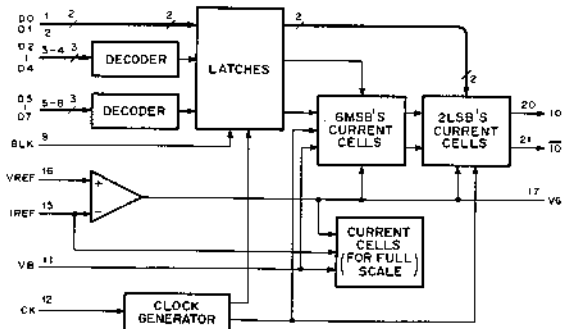 D0 1 2 2 2
D1 2
D2 3-4 3 DECODER
D4
LATCHES
D5 5-8 3 DECODER
D7
2
6MSB'S CURRENT CELLS
2LSB'S CURRENT CELLS
20 IO
21 IO
BLK 9
VREF 16 +
IREF 15 −
17 VG
CURRENT CELLS
(FOR FULL SCALE)
VB 11
CK 12
CLOCK GENERATOR